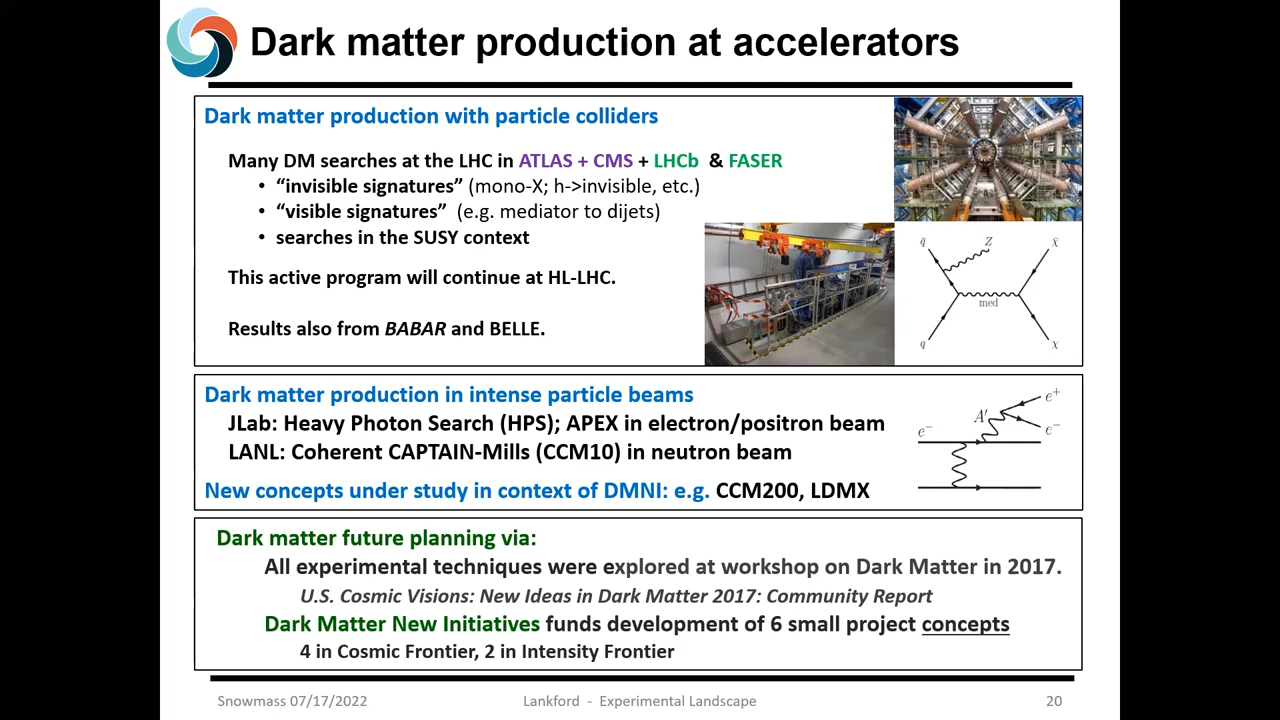 Dark matter production at accelerators
Dark matter production with particle colliders
Many DM searches at the LHC in ATLAS + CMS + LHCb & FASER
• “invisible signatures” (mono-X; h->invisible, etc.)
• “visible signatures” (e.g. mediator to dijets)
• searches in the SUSY context
This active program will continue at HL-LHC.
Results also from BABAR and BELLE.
q̄ Z χ̄
med
q χ
Dark matter production in intense particle beams
JLab: Heavy Photon Search (HPS); APEX in electron/positron beam
LANL: Coherent CAPTAIN-Mills (CCM10) in neutron beam
New concepts under study in context of DMNI: e.g. CCM200, LDMX
e⁺
A′
e⁻ e⁻
Dark matter future planning via:
All experimental techniques were explored at workshop on Dark Matter in 2017.
U.S. Cosmic Visions: New Ideas in Dark Matter 2017: Community Report
Dark Matter New Initiatives funds development of 6 small project concepts
4 in Cosmic Frontier, 2 in Intensity Frontier
Snowmass 07/17/2022
Lankford - Experimental Landscape
20